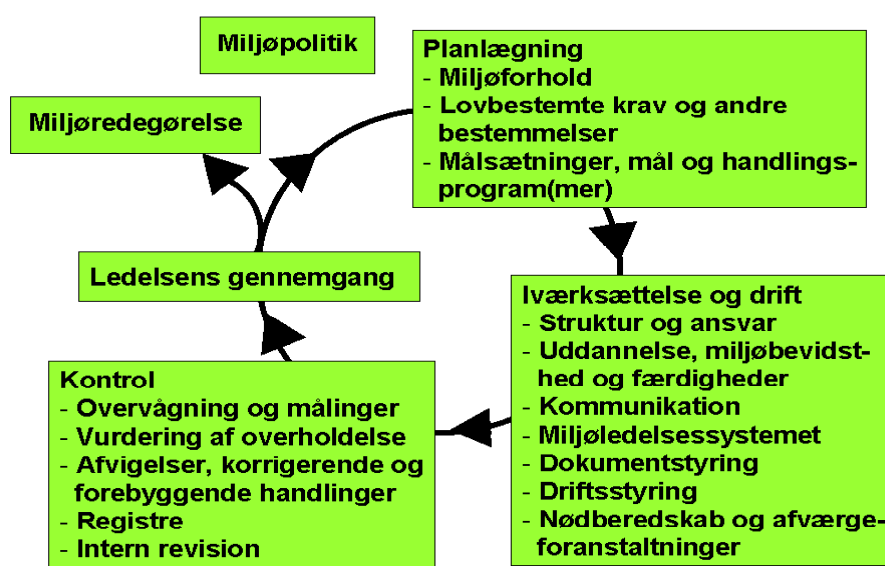 Miljøpolitik
Planlægning
- Miljøforhold
- Lovbestemte krav og andre
bestemmelser
- Målsætninger, mål og handlings-
program(mer)
Miljøredegørelse
Ledelsens gennemgang
Iværksættelse og drift
- Struktur og ansvar
- Uddannelse, miljøbevidst-
hed og færdigheder
- Kommunikation
- Miljøledelsessystemet
- Dokumentstyring
- Driftsstyring
- Nødberedskab og afværge-
foranstaltninger
Kontrol
- Overvågning og målinger
- Vurdering af overholdelse
- Afvigelser, korrigerende og
forebyggende handlinger
- Registre
- Intern revision